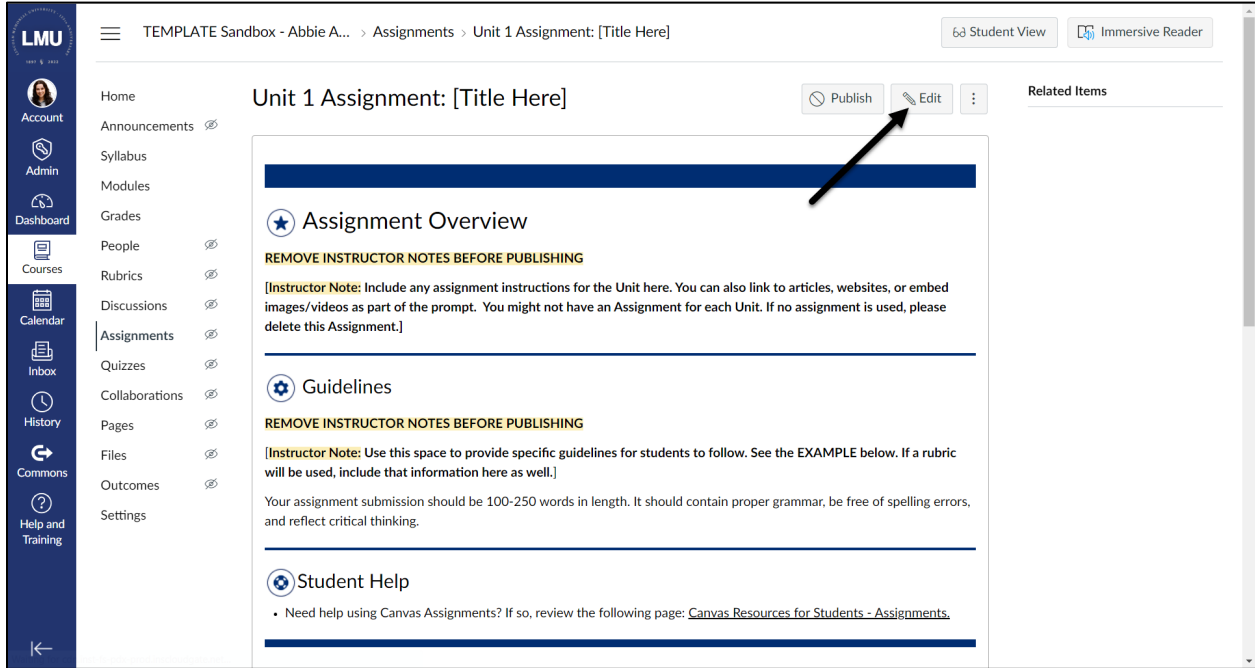 LMU
1897 2022
TEMPLATE Sandbox - Abbie A... > Assignments > Unit 1 Assignment: [Title Here]
Student View
Immersive Reader
Account
Admin
Dashboard
Courses
Calendar
Inbox
History
Commons
Help and
Training
Home
Announcements
Syllabus
Modules
Grades
People
Rubrics
Discussions
Assignments
Quizzes
Collaborations
Pages
Files
Outcomes
Settings
Unit 1 Assignment: [Title Here]
Publish
Edit
Related Items
Assignment Overview
REMOVE INSTRUCTOR NOTES BEFORE PUBLISHING
[Instructor Note: Include any assignment instructions for the Unit here. You can also link to articles, websites, or embed
images/videos as part of the prompt. You might not have an Assignment for each Unit. If no assignment is used, please
delete this Assignment.]
Guidelines
REMOVE INSTRUCTOR NOTES BEFORE PUBLISHING
[Instructor Note: Use this space to provide specific guidelines for students to follow. See the EXAMPLE below. If a rubric
will be used, include that information here as well.]
Your assignment submission should be 100-250 words in length. It should contain proper grammar, be free of spelling errors,
and reflect critical thinking.
Student Help
• Need help using Canvas Assignments? If so, review the following page: Canvas Resources for Students - Assignments.